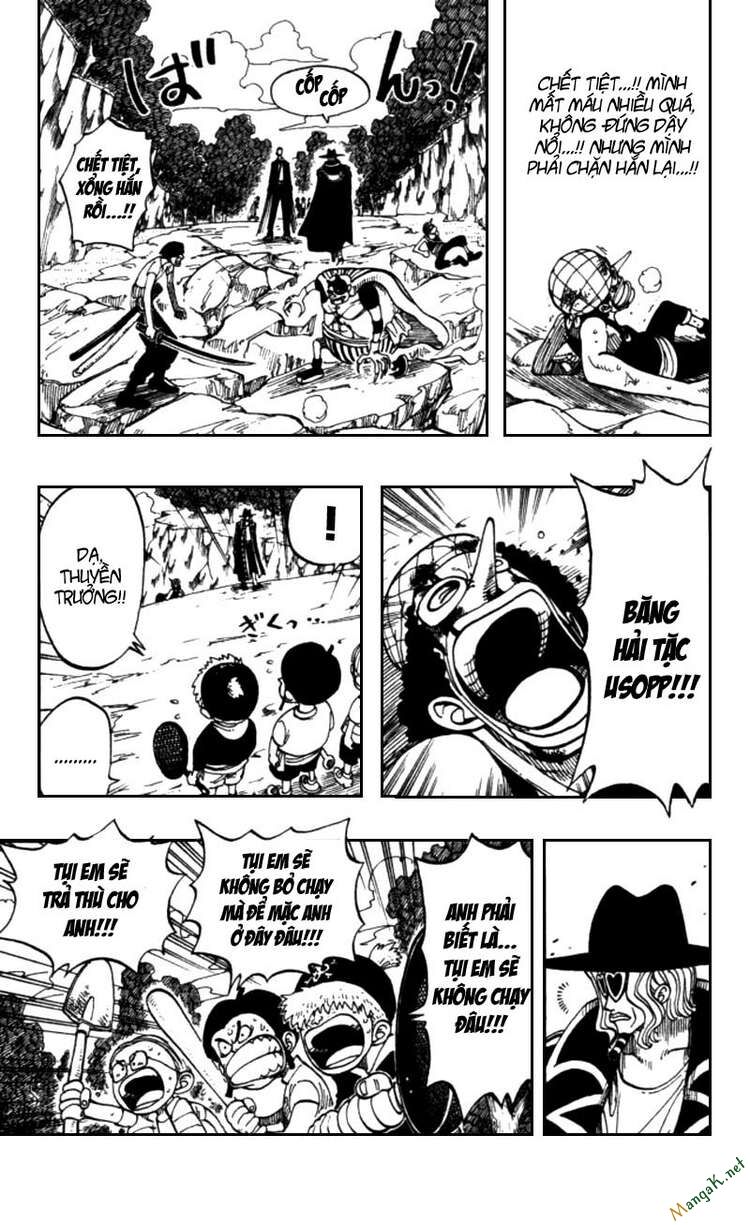 CHẾT TIỆT...!! MÌNH
MẤT MÁU NHIỀU QUÁ,
KHÔNG ĐỨNG DẬY
NỔI...!! NHƯNG MÌNH
PHẢI CHẶN HẮN LẠI...!!
ばんっ!
CỐP
CỐP
CHẾT TIỆT,
XỔNG HẮN
RỒI...!!
BĂNG
HẢI TẶC
USOPP!!!
!
DẠ,
THUYỀN
TRƯỞNG!!
ぎくっ...
..........
ANH PHẢI
BIẾT LÀ...
TỤI EM SẼ
KHÔNG CHẠY
ĐÂU!!!
TỤI EM SẼ
KHÔNG BỎ CHẠY
MÀ ĐỂ MẶC ANH
Ở ĐÂY ĐÂU!!!
TỤI EM SẼ
TRẢ THÙ CHO
ANH!!!
MangaK.net